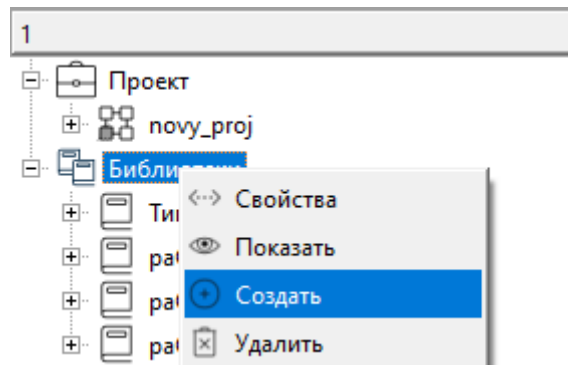 1
Проект
novy_proj
Свойства
Показать
Создать
Удалить